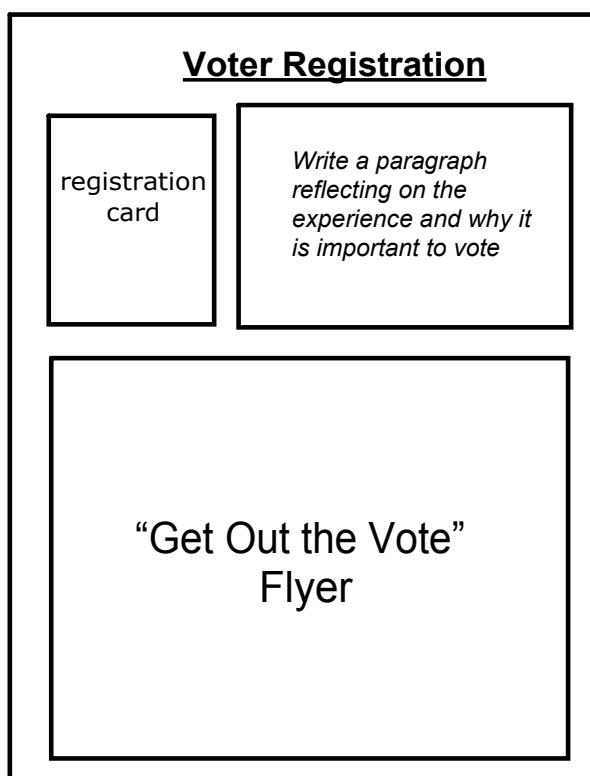 Voter Registration
registration
card
Write a paragraph
reflecting on the
experience and why it
is important to vote
“Get Out the Vote”
Flyer